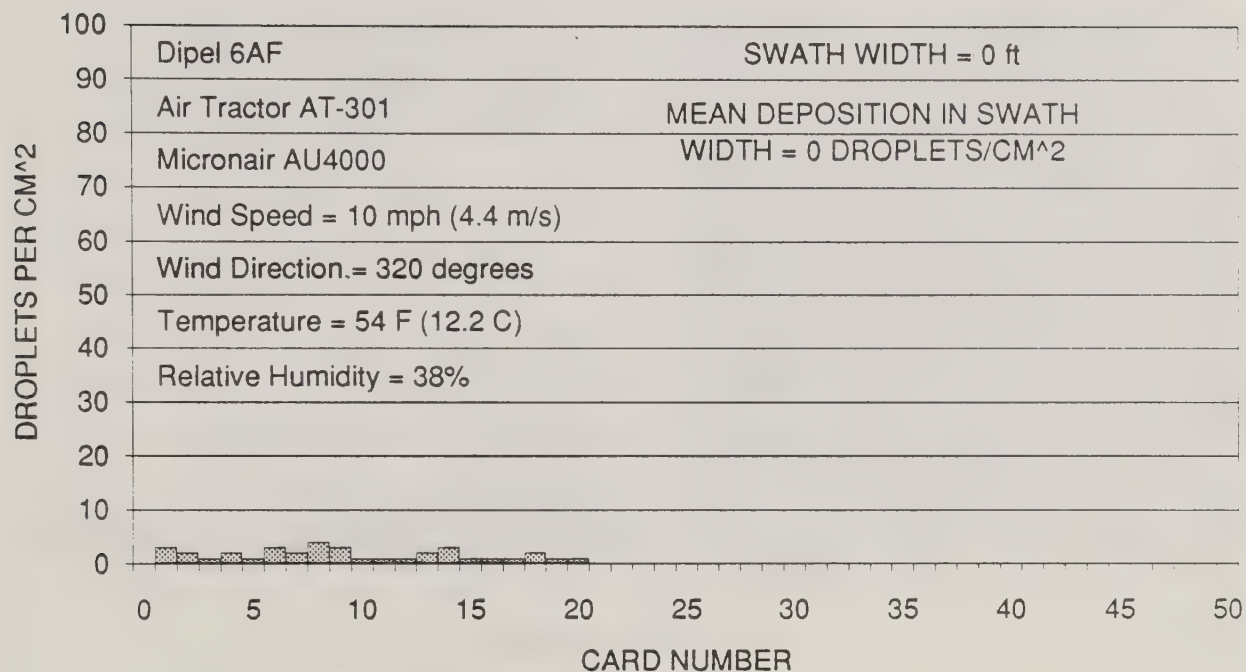 100
Dipel 6AF
SWATH WIDTH = 0 ft
90
Air Tractor AT-301
MEAN DEPOSITION IN SWATH
80
WIDTH = 0 DROPLETS/CM^2
Micronair AU4000
70
Wind Speed = 10 mph (4.4 m/s)
60
Wind Direction.= 320 degrees
50
Temperature = 54 F (12.2 C)
40
Relative Humidity = 38%
30
20
10
0
DROPLETS PER CM^2
0 5 10 15 20 25 30 35 40 45 50
CARD NUMBER